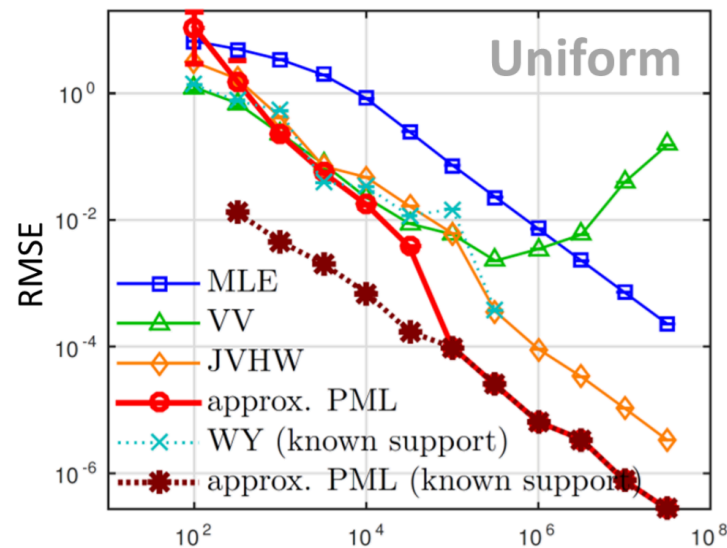 Uniform
10^0
10^-2
10^-4
10^-6
RMSE
MLE
VV
JVHW
approx. PML
WY (known support)
approx. PML (known support)
10^2
10^4
10^6
10^8